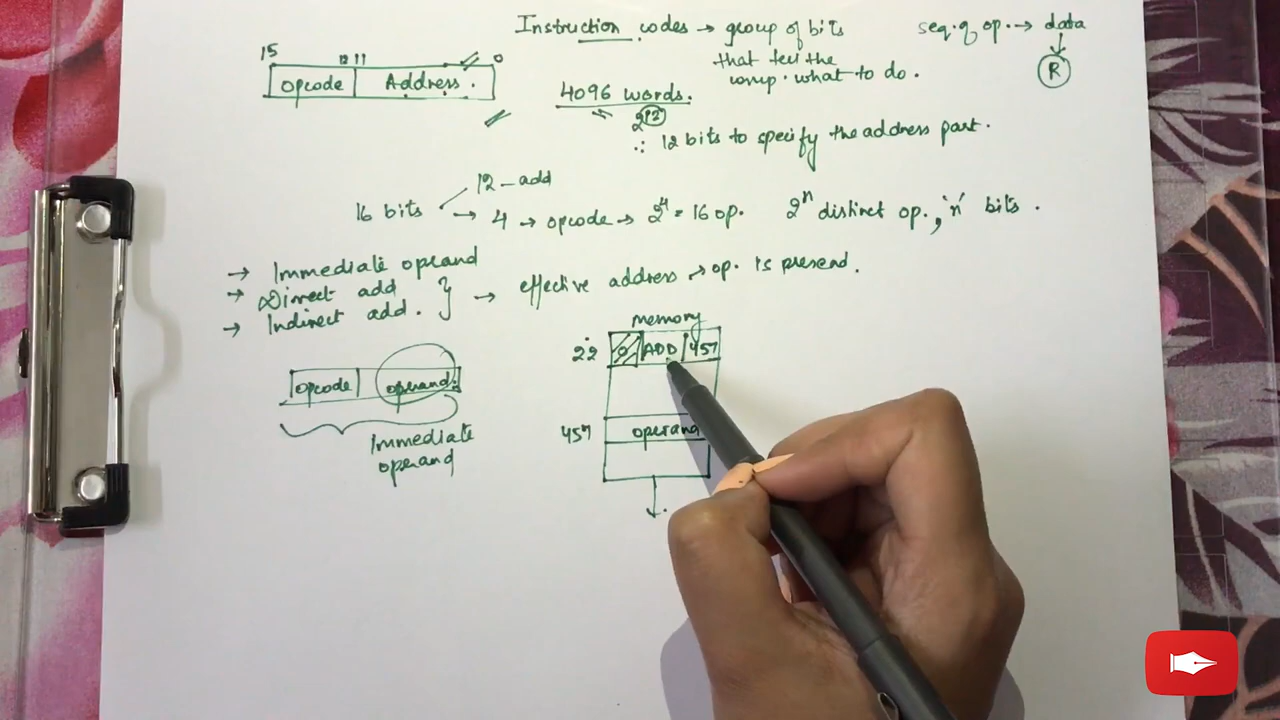 Instruction codes → group of bits
that tell the
comp. what to do.
seq. of op. → data
R
15 12 11 0
opcode Address
4096 words.
2^12
∴ 12 bits to specify the address part.
16 bits
12 - add
→ 4 → opcode → 2^4 = 16 op. 2^n distinct op., 'n' bits.
→ Immediate operand
→ Direct add
→ Indirect add. } → effective address → op. is present.
memory
22 0 ADD 457
opcode operand
Immediate
operand
457 operand